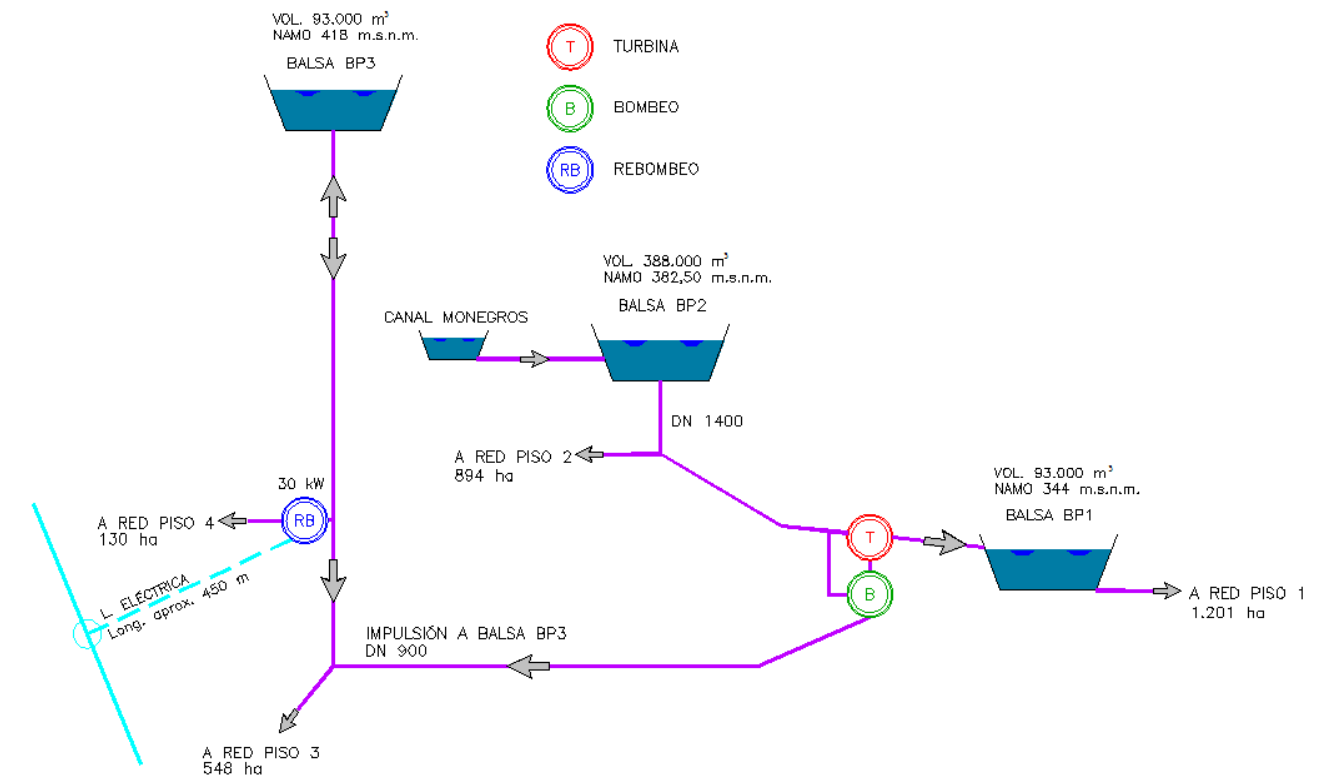 VOL. 93.000 m³
NAMO 418 m.s.n.m.
BALSA BP3
T TURBINA
B BOMBEO
RB REBOMBEO
VOL. 388.000 m³
NAMO 382,50 m.s.n.m.
BALSA BP2
CANAL MONEGROS
DN 1400
A RED PISO 2
894 ha
VOL. 93.000 m³
NAMO 344 m.s.n.m.
BALSA BP1
30 kW
RB
A RED PISO 4
130 ha
T
B
A RED PISO 1
1.201 ha
L. ELÉCTRICA
Long. aprox. 450 m
IMPULSIÓN A BALSA BP3
DN 900
A RED PISO 3
548 ha